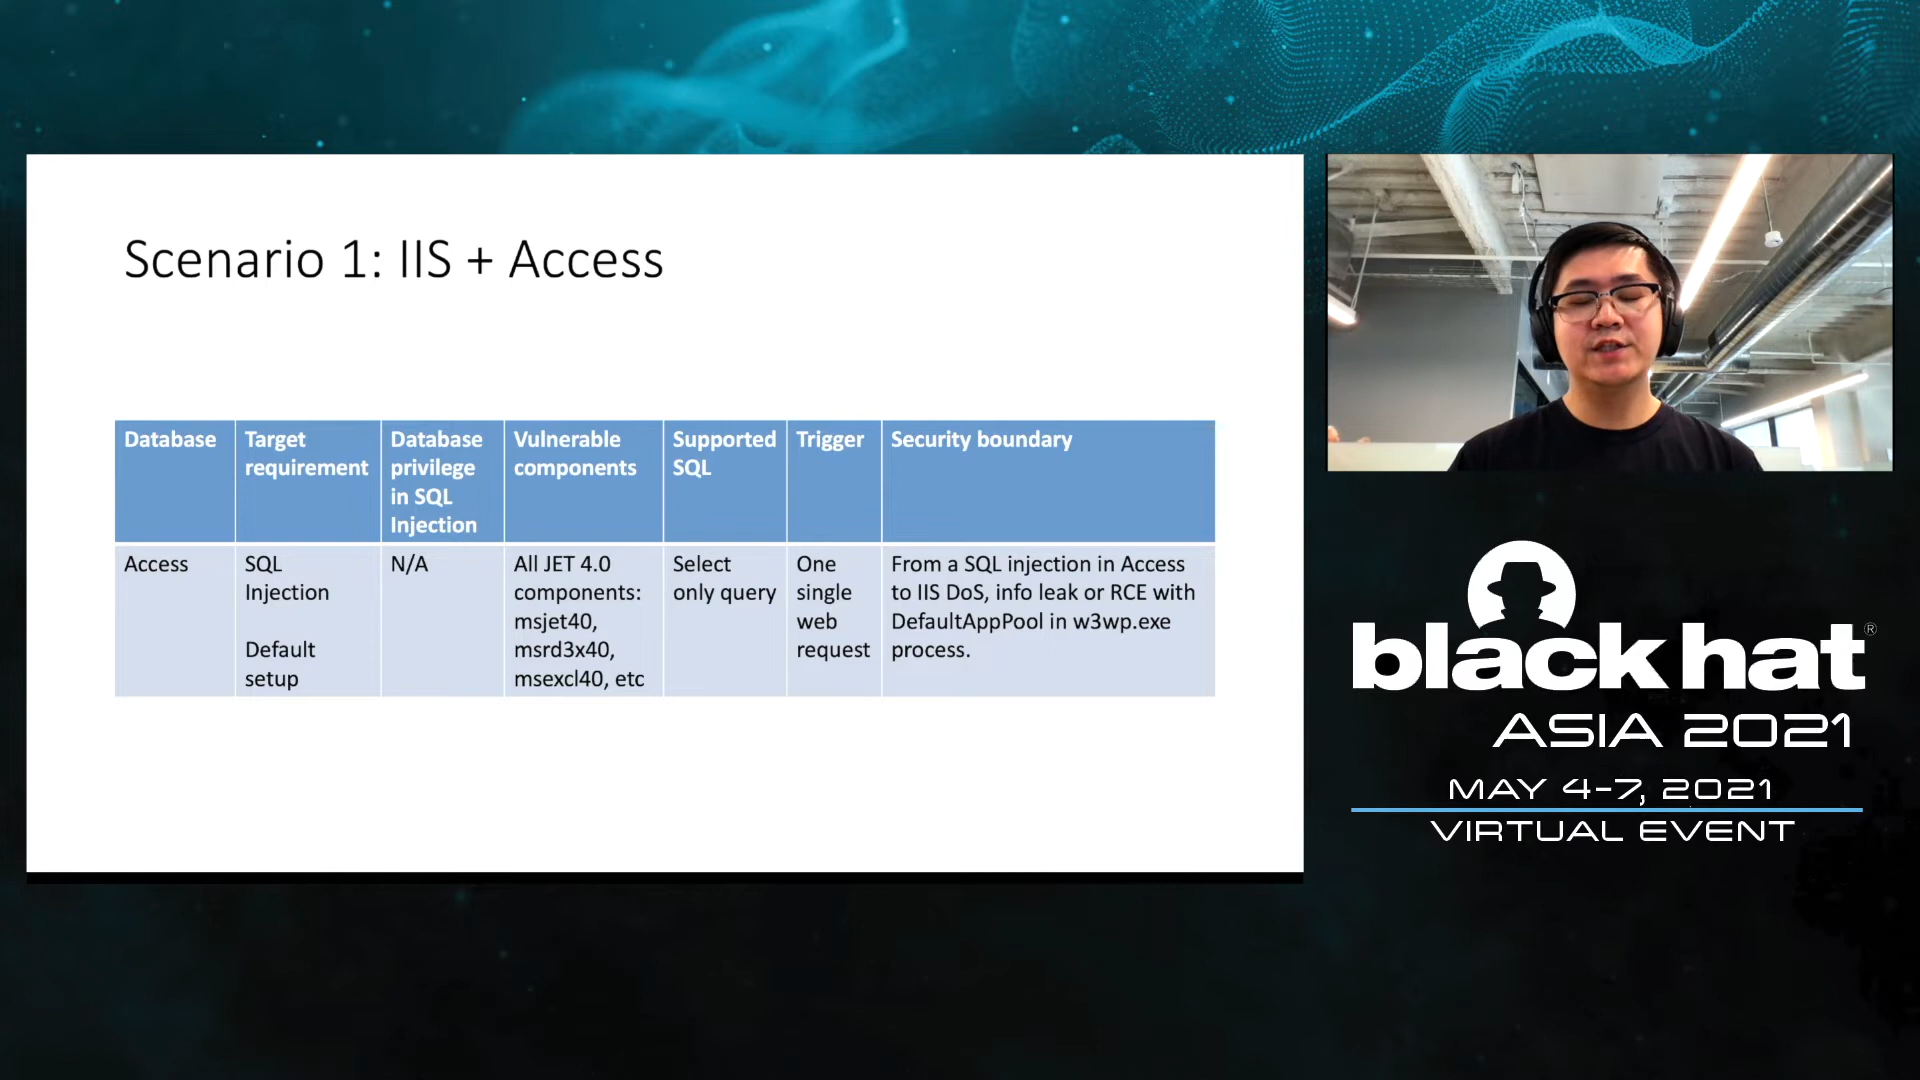 Scenario 1: IIS + Access
Database
Target
requirement
Database
privilege
in SQL
Injection
Vulnerable
components
Supported
SQL
Trigger
Security boundary
Access
SQL
Injection
Default
setup
N/A
All JET 4.0
components:
msjet40,
msrd3x40,
msexcl40, etc
Select
only query
One
single
web
request
From a SQL injection in Access
to IIS DoS, info leak or RCE with
DefaultAppPool in w3wp.exe
process.
black hat®
ASIA 2021
MAY 4-7, 2021
VIRTUAL EVENT